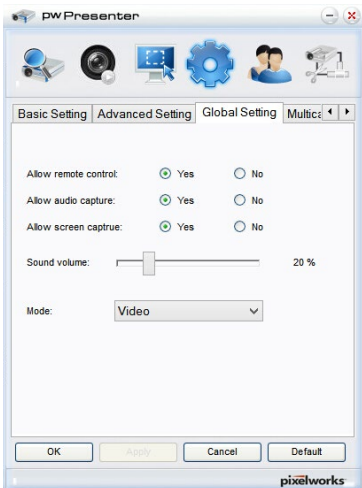 pw Presenter
Basic Setting Advanced Setting Global Setting Multica
Allow remote control: Yes No
Allow audio capture: Yes No
Allow screen captrue: Yes No
Sound volume: 20 %
Mode: Video
OK Apply Cancel Default
pixelworks